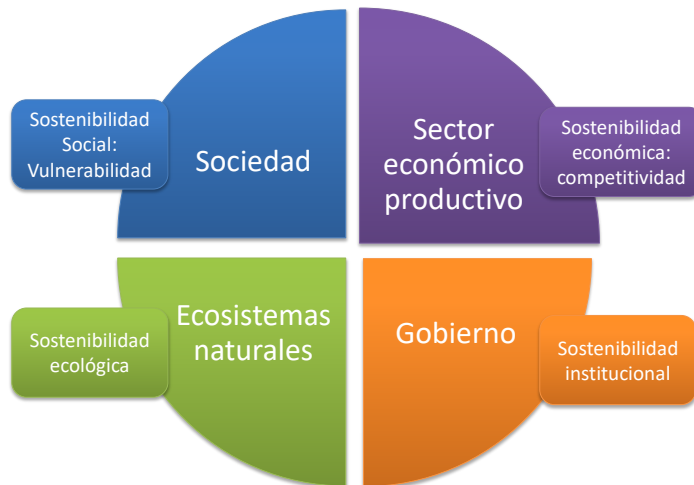 Sostenibilidad
Social:
Vulnerabilidad
Sociedad
Sector
económico
productivo
Sostenibilidad
económica:
competitividad
Sostenibilidad
ecológica
Ecosistemas
naturales
Gobierno
Sostenibilidad
institucional